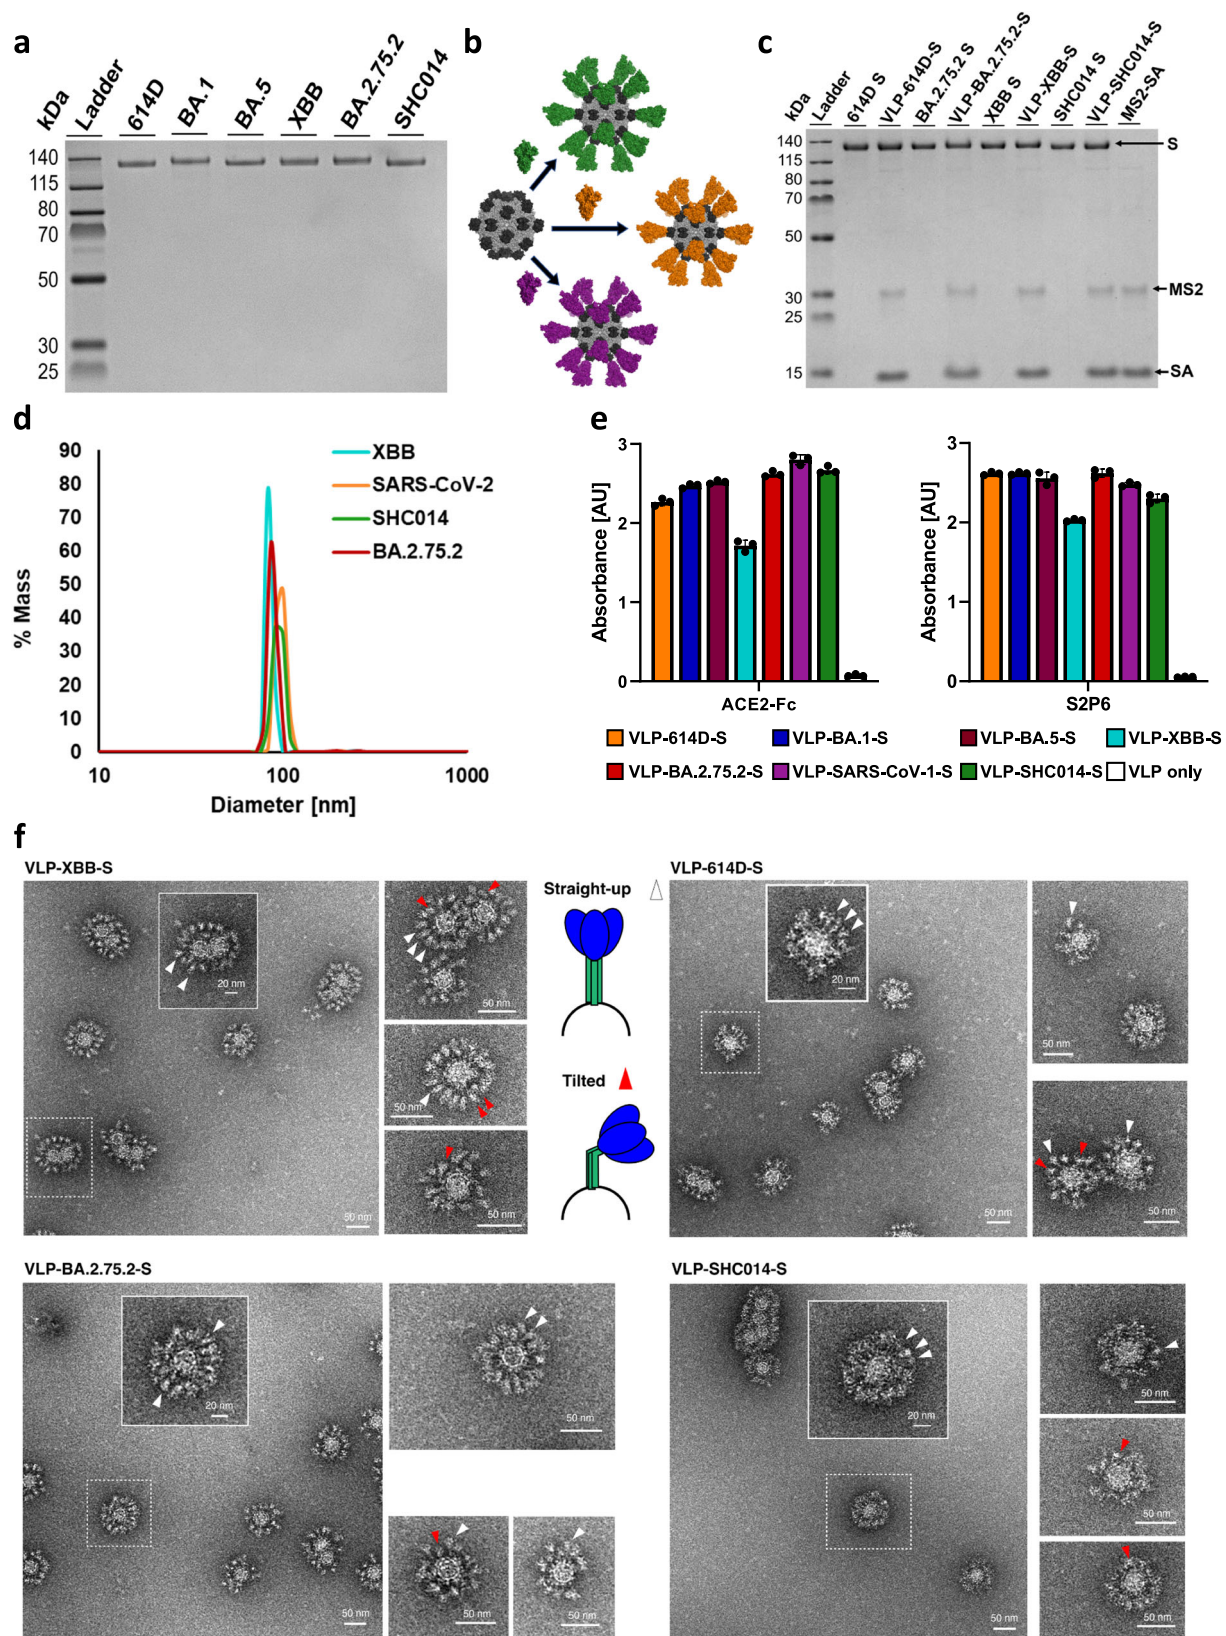 a
kDa
Ladder
614D
BA.1
BA.5
XBB
BA.2.75.2
SHC014
140
115
80
70
50
30
25
b
c
kDa
Ladder
614D S
VLP-614D-S
BA.2.75.2 S
VLP-BA.2.75.2-S
XBB S
VLP-XBB-S
SHC014 S
VLP-SHC014-S
MS2-SA
140
115
80
70
50
30
25
15
S
MS2
SA
d
90
80
70
60
50
40
30
20
10
0
% Mass
XBB
SARS-CoV-2
SHC014
BA.2.75.2
10
100
1000
Diameter [nm]
e
3
2
1
0
Absorbance [AU]
ACE2-Fc
3
2
1
0
Absorbance [AU]
S2P6
VLP-614D-S
VLP-BA.1-S
VLP-BA.5-S
VLP-XBB-S
VLP-BA.2.75.2-S
VLP-SARS-CoV-1-S
VLP-SHC014-S
VLP only
f
VLP-XBB-S
20 nm
50 nm
50 nm
50 nm
50 nm
Straight-up
Tilted
VLP-614D-S
20 nm
50 nm
50 nm
50 nm
VLP-BA.2.75.2-S
20 nm
50 nm
50 nm
50 nm
50 nm
VLP-SHC014-S
20 nm
50 nm
50 nm
50 nm
50 nm